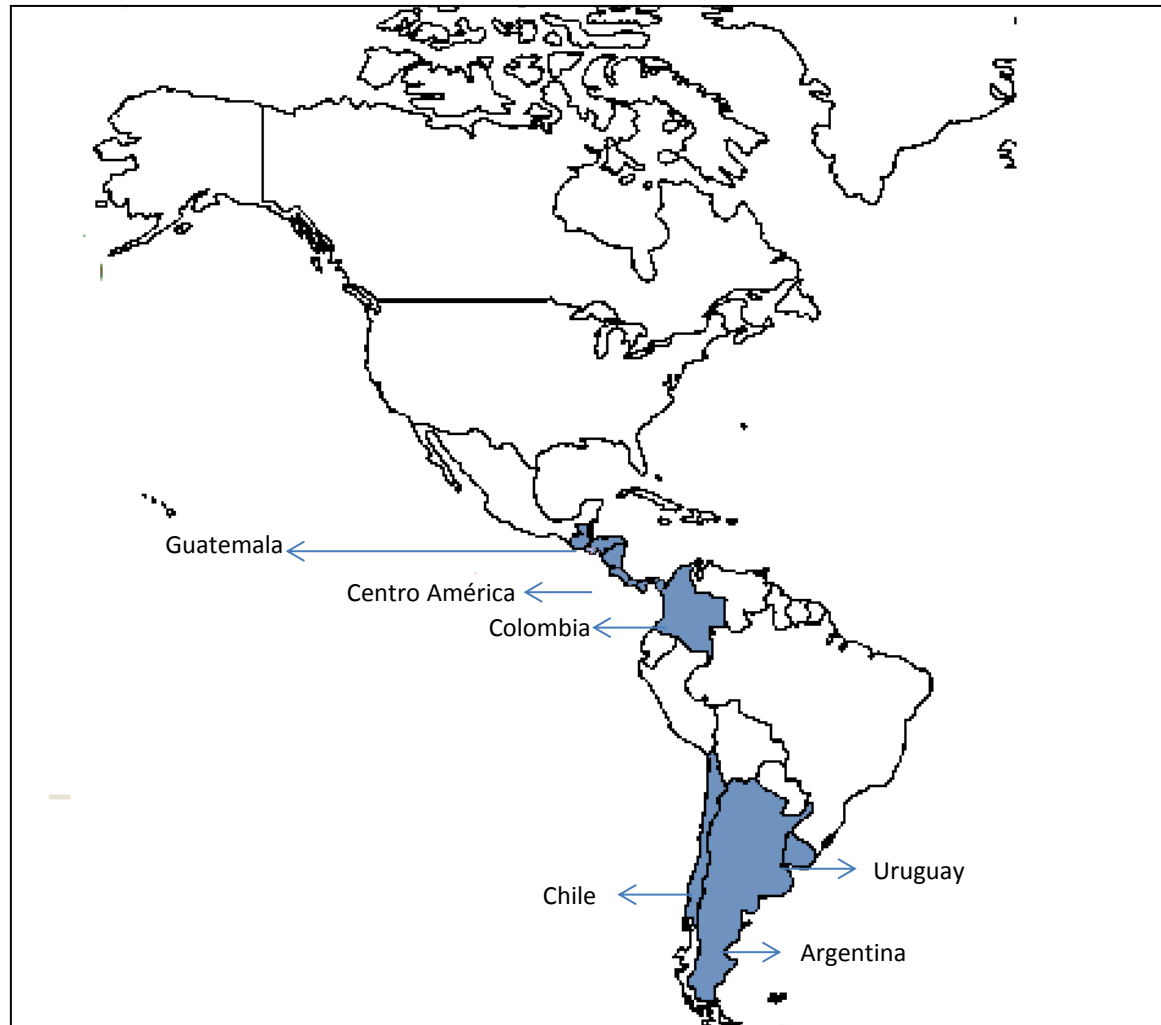 Guatemala
Centro América
Colombia
Uruguay
Chile
Argentina